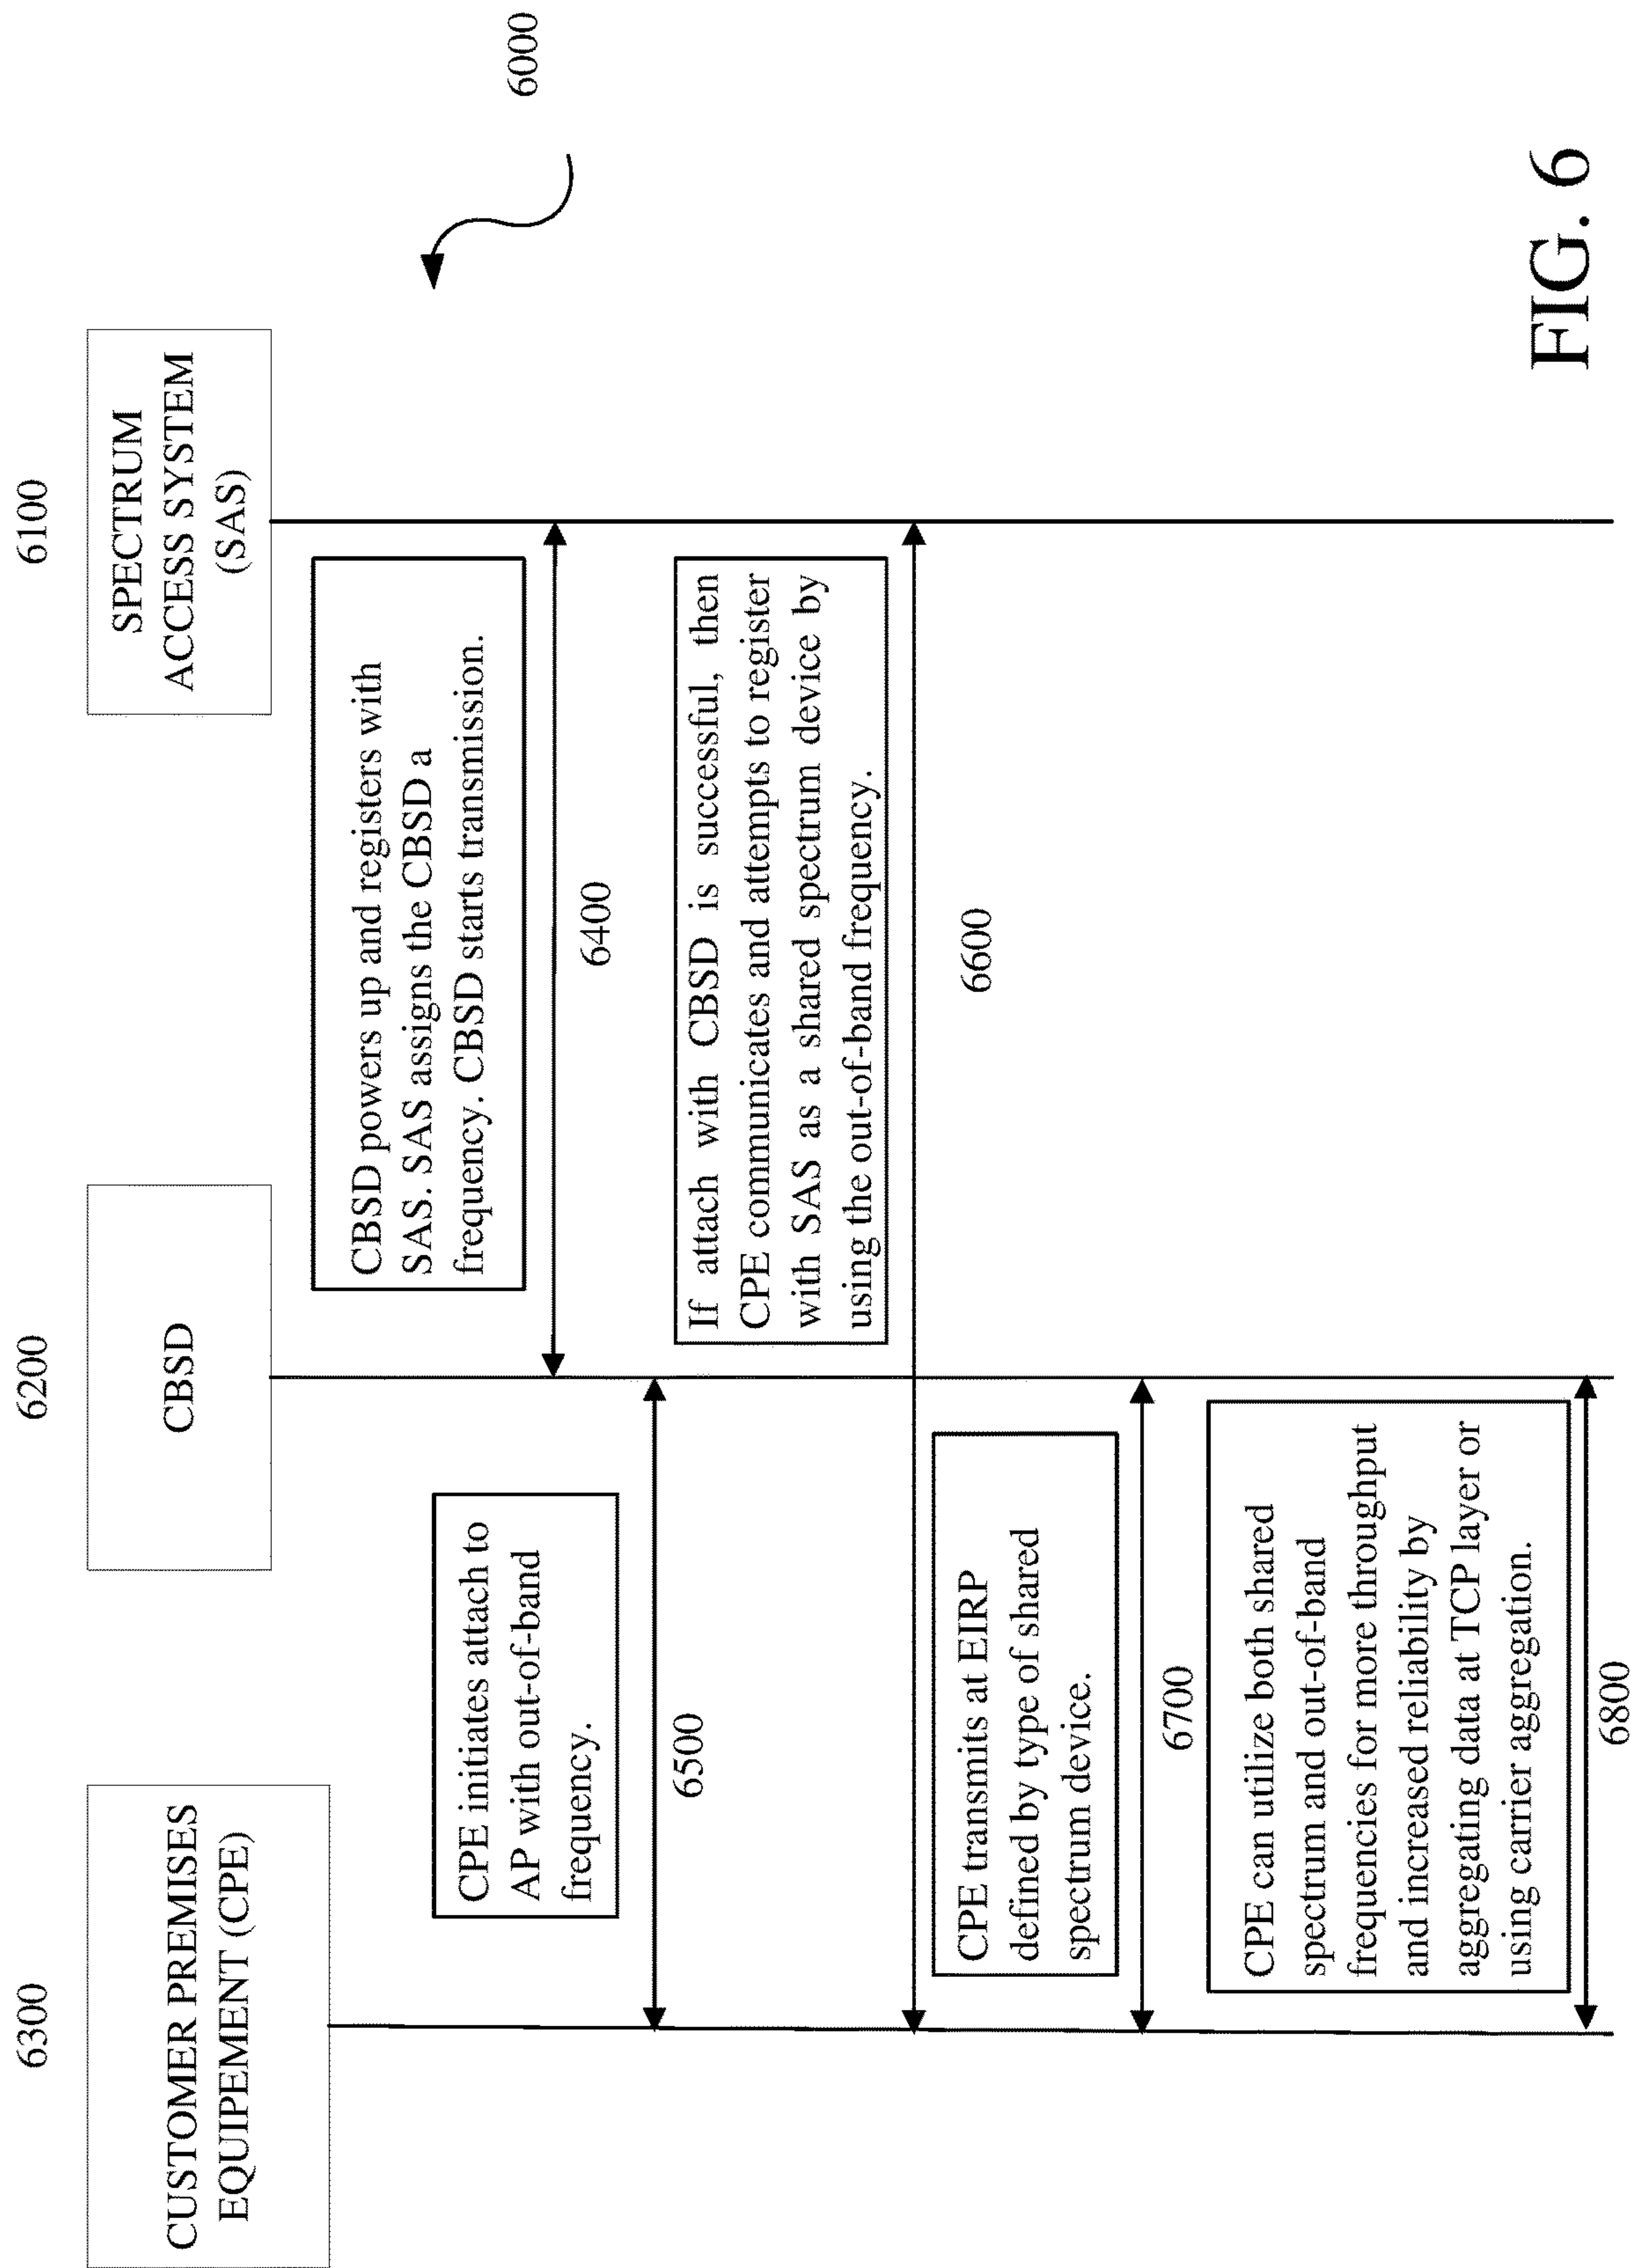 6300
6200
6100
CUSTOMER PREMISES
EQUIPEMENT (CPE)
CBSD
SPECTRUM
ACCESS SYSTEM
(SAS)
6000
CBSD powers up and registers with
SAS. SAS assigns the CBSD a
frequency. CBSD starts transmission.
6400
CPE initiates attach to
AP with out-of-band
frequency.
6500
If attach with CBSD is successful, then
CPE communicates and attempts to register
with SAS as a shared spectrum device by
using the out-of-band frequency.
6600
CPE transmits at EIRP
defined by type of shared
spectrum device.
6700
CPE can utilize both shared
spectrum and out-of-band
frequencies for more throughput
and increased reliability by
aggregating data at TCP layer or
using carrier aggregation.
6800
FIG. 6